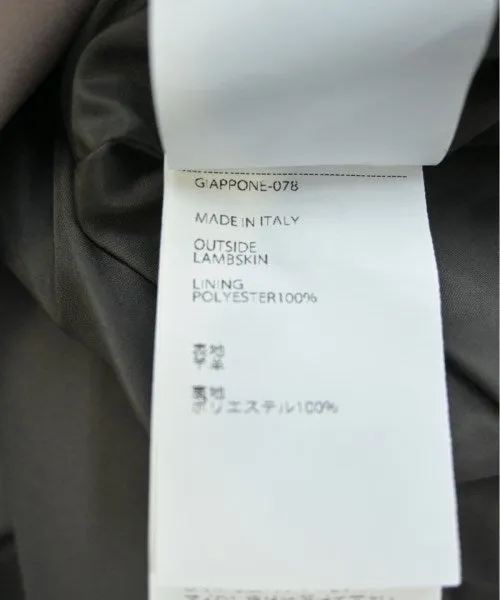 GIAPPONE-078
MADE IN ITALY
OUTSIDE
LAMBSKIN
LINING
POLYESTER100%
表地
羊革
裏地
ポリエステル100%